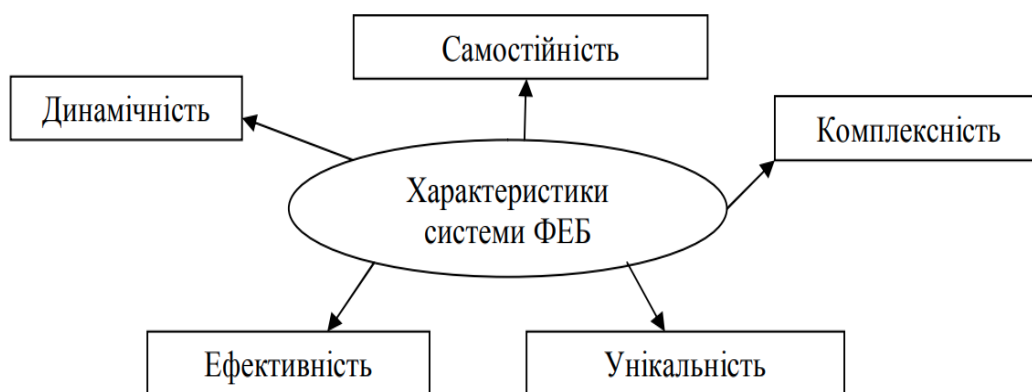 Самостійність
Динамічність
Комплексність
Характеристики
системи ФЕБ
Ефективність
Унікальність